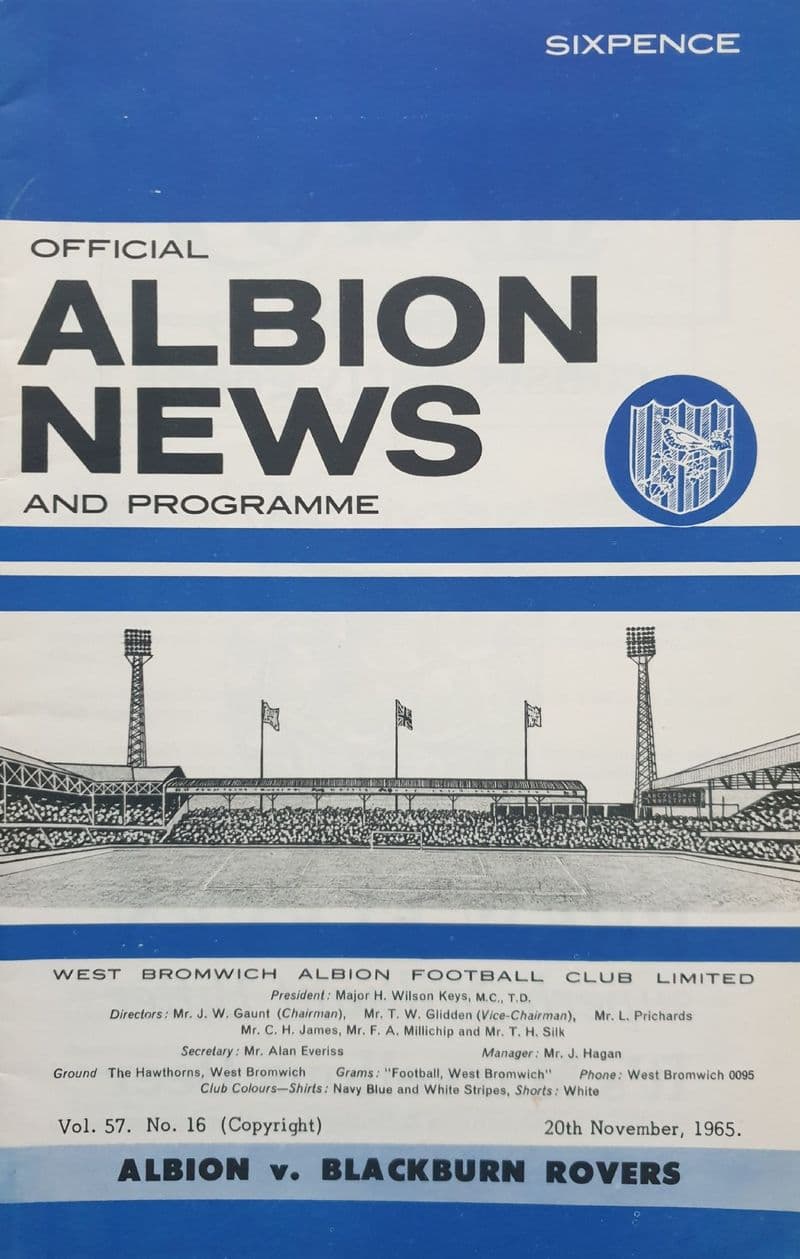 SIXPENCE
OFFICIAL
ALBION
NEWS
AND PROGRAMME
WEST BROMWICH ALBION FOOTBALL CLUB LIMITED
President: Major H. Wilson Keys, M.C., T.D.
Directors: Mr. J. W. Gaunt (Chairman), Mr. T. W. Glidden (Vice-Chairman), Mr. L. Prichards
Mr. C. H. James, Mr. F. A. Millichip and Mr. T. H. Silk
Secretary: Mr. Alan Everiss Manager: Mr. J. Hagan
Ground The Hawthorns, West Bromwich Grams: "Football, West Bromwich" Phone: West Bromwich 0095
Club Colours—Shirts: Navy Blue and White Stripes, Shorts: White
Vol. 57. No. 16 (Copyright) 20th November, 1965.
ALBION v. BLACKBURN ROVERS